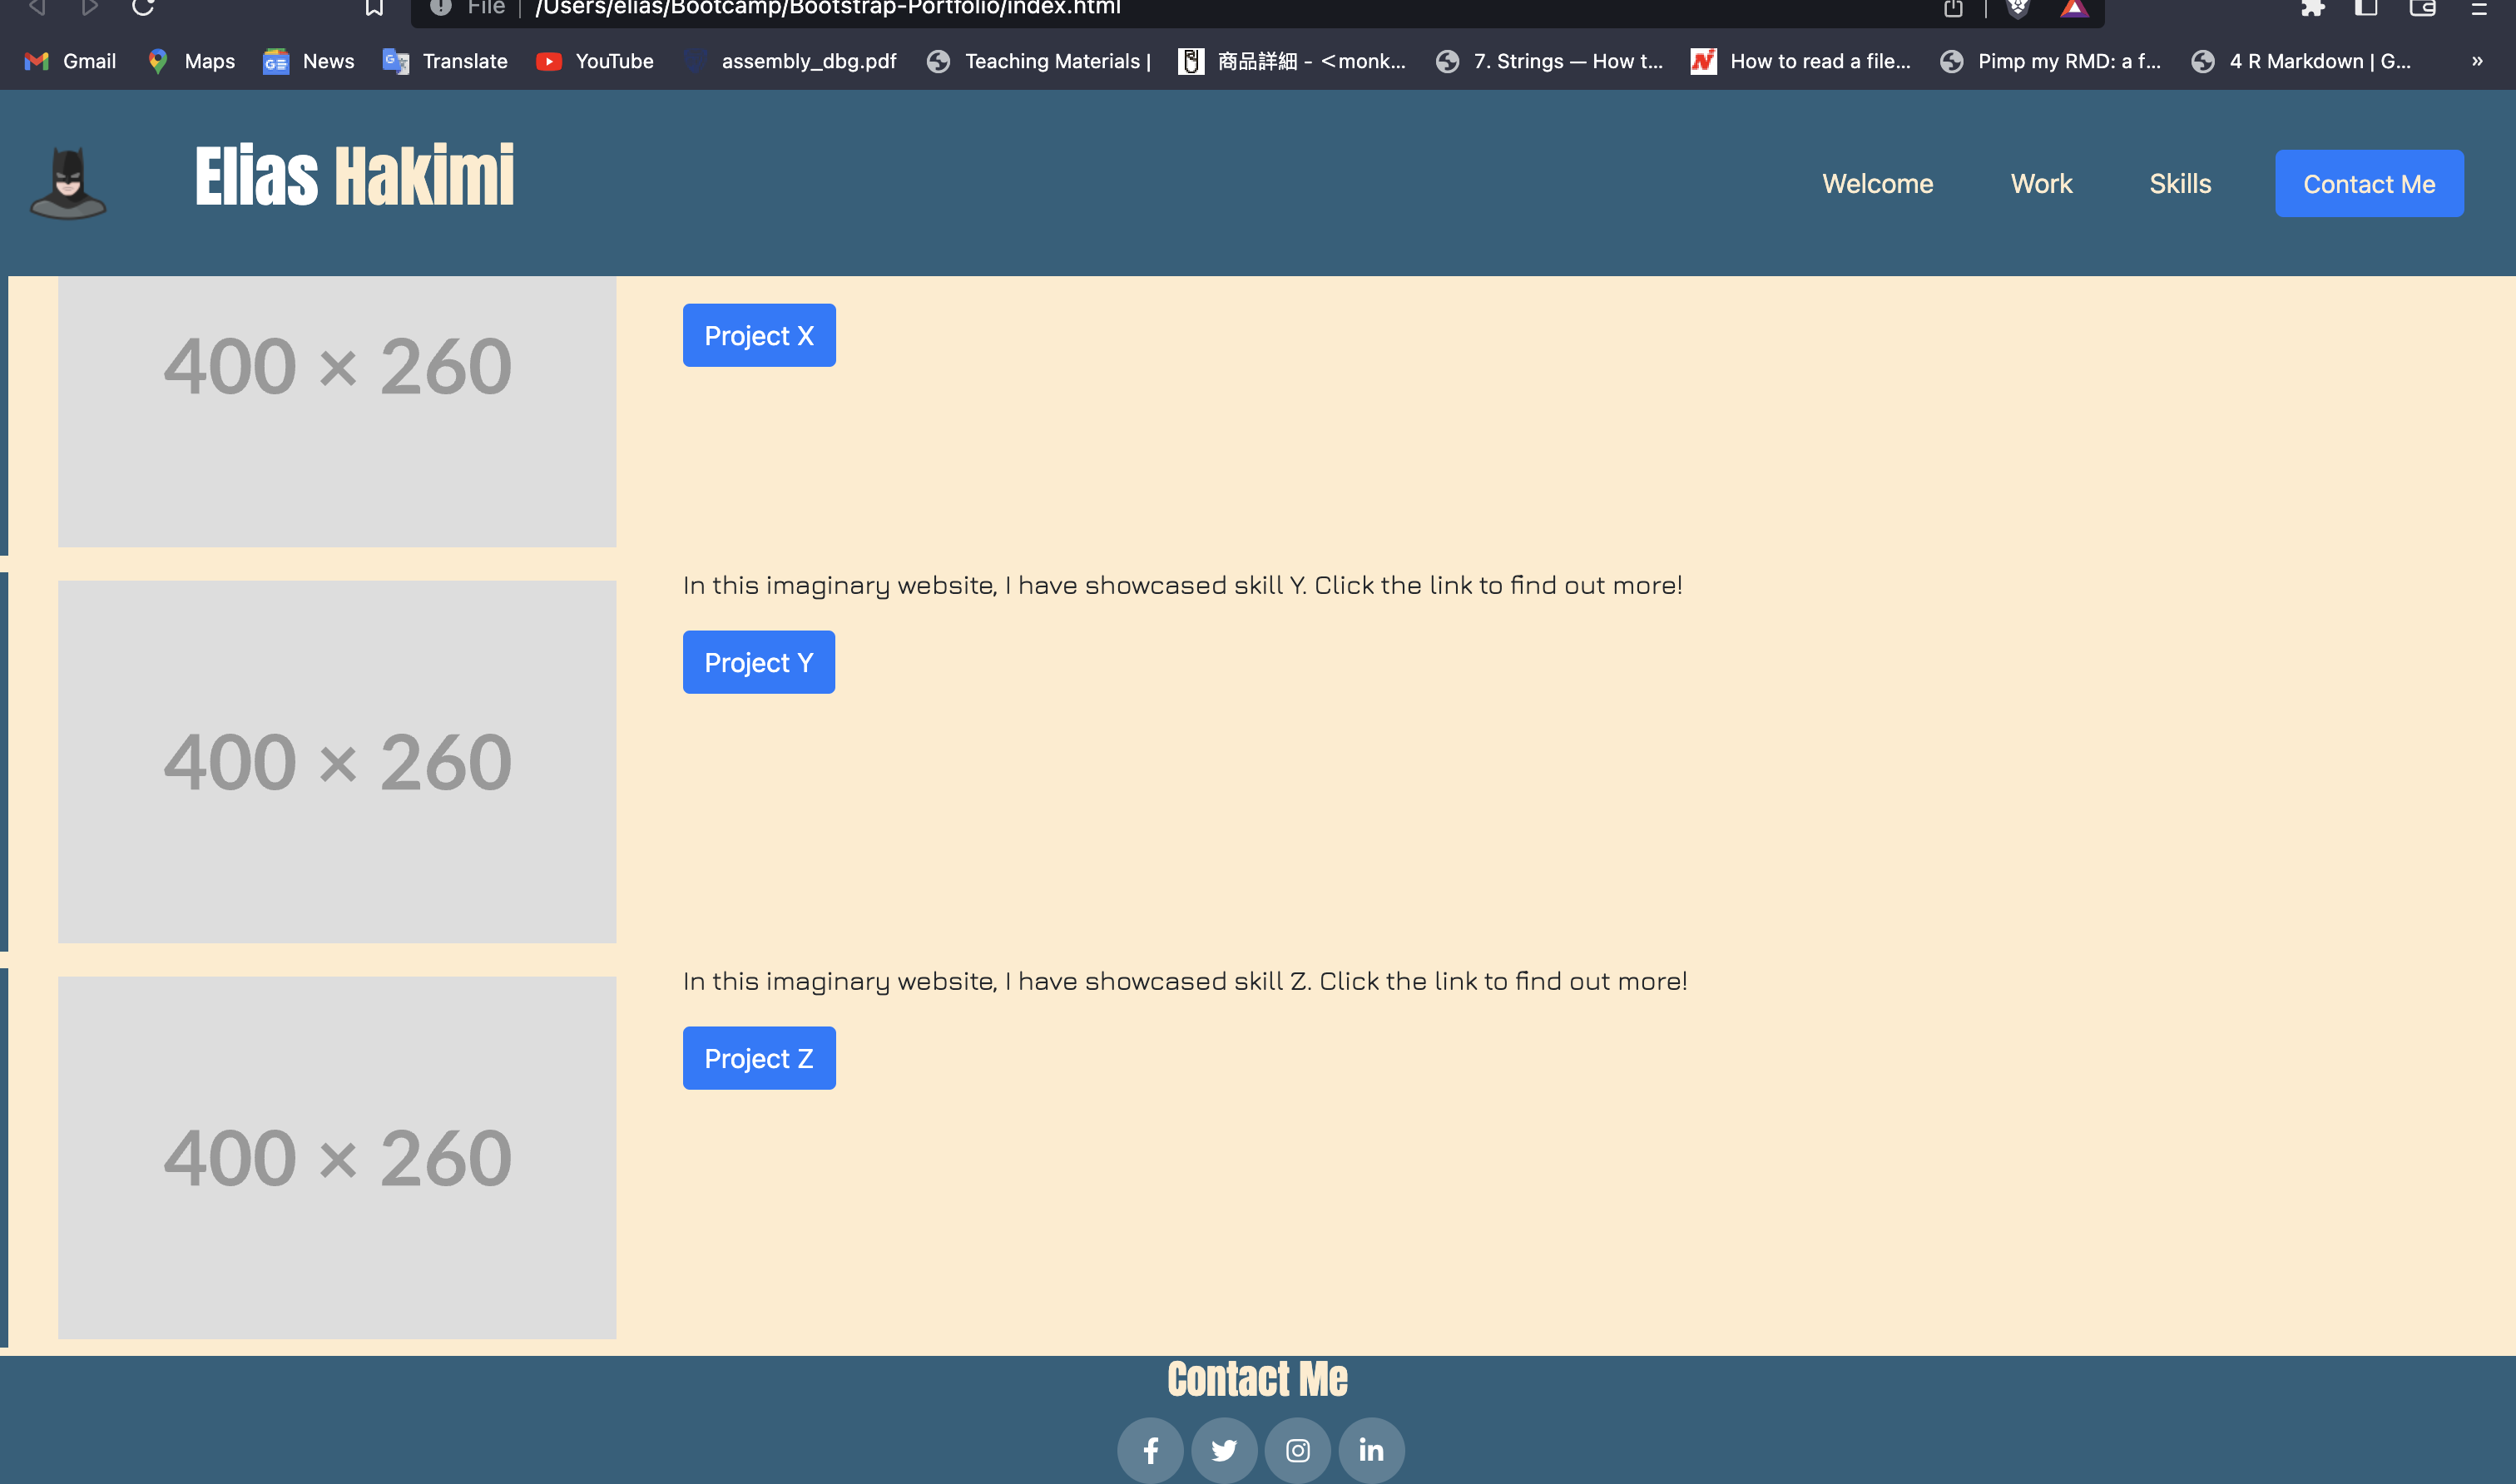 File | /Users/elias/Bootcamp/Bootstrap-Portfolio/index.html
Gmail Maps News Translate YouTube assembly_dbg.pdf Teaching Materials | 商品詳細 - <monk... 7. Strings — How t... How to read a file... Pimp my RMD: a f... 4 R Markdown | G... »
Elias Hakimi
Welcome Work Skills Contact Me
400 × 260
Project X
In this imaginary website, I have showcased skill Y. Click the link to find out more!
Project Y
400 × 260
In this imaginary website, I have showcased skill Z. Click the link to find out more!
Project Z
400 × 260
Contact Me